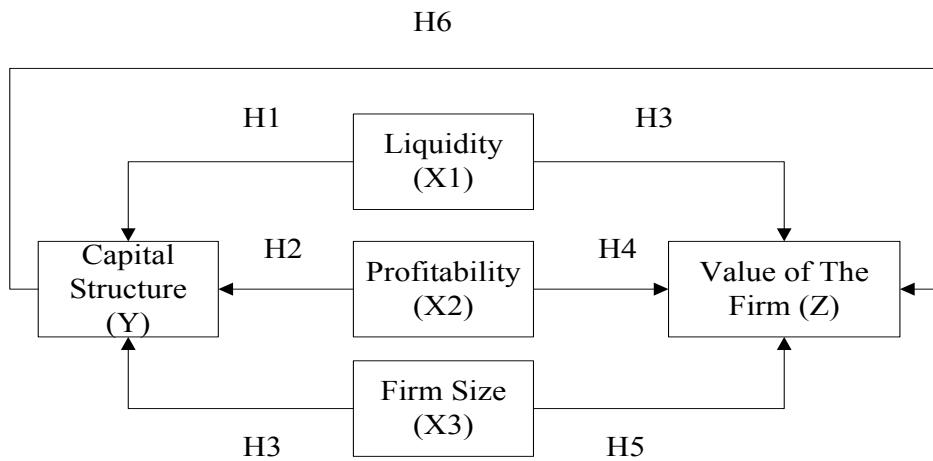 H6
H1
H3
Liquidity
(X1)
H2
H4
Capital
Structure
(Y)
Profitability
(X2)
Value of The
Firm (Z)
Firm Size
(X3)
H3
H5